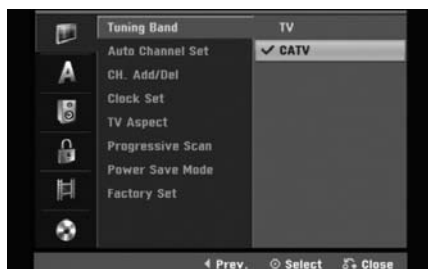 Tuning Band TV
Auto Channel Set ✔ CATV
A
CH. Add/Del
Clock Set
TV Aspect
Progressive Scan
Power Save Mode
Factory Set
Prev. Select Close